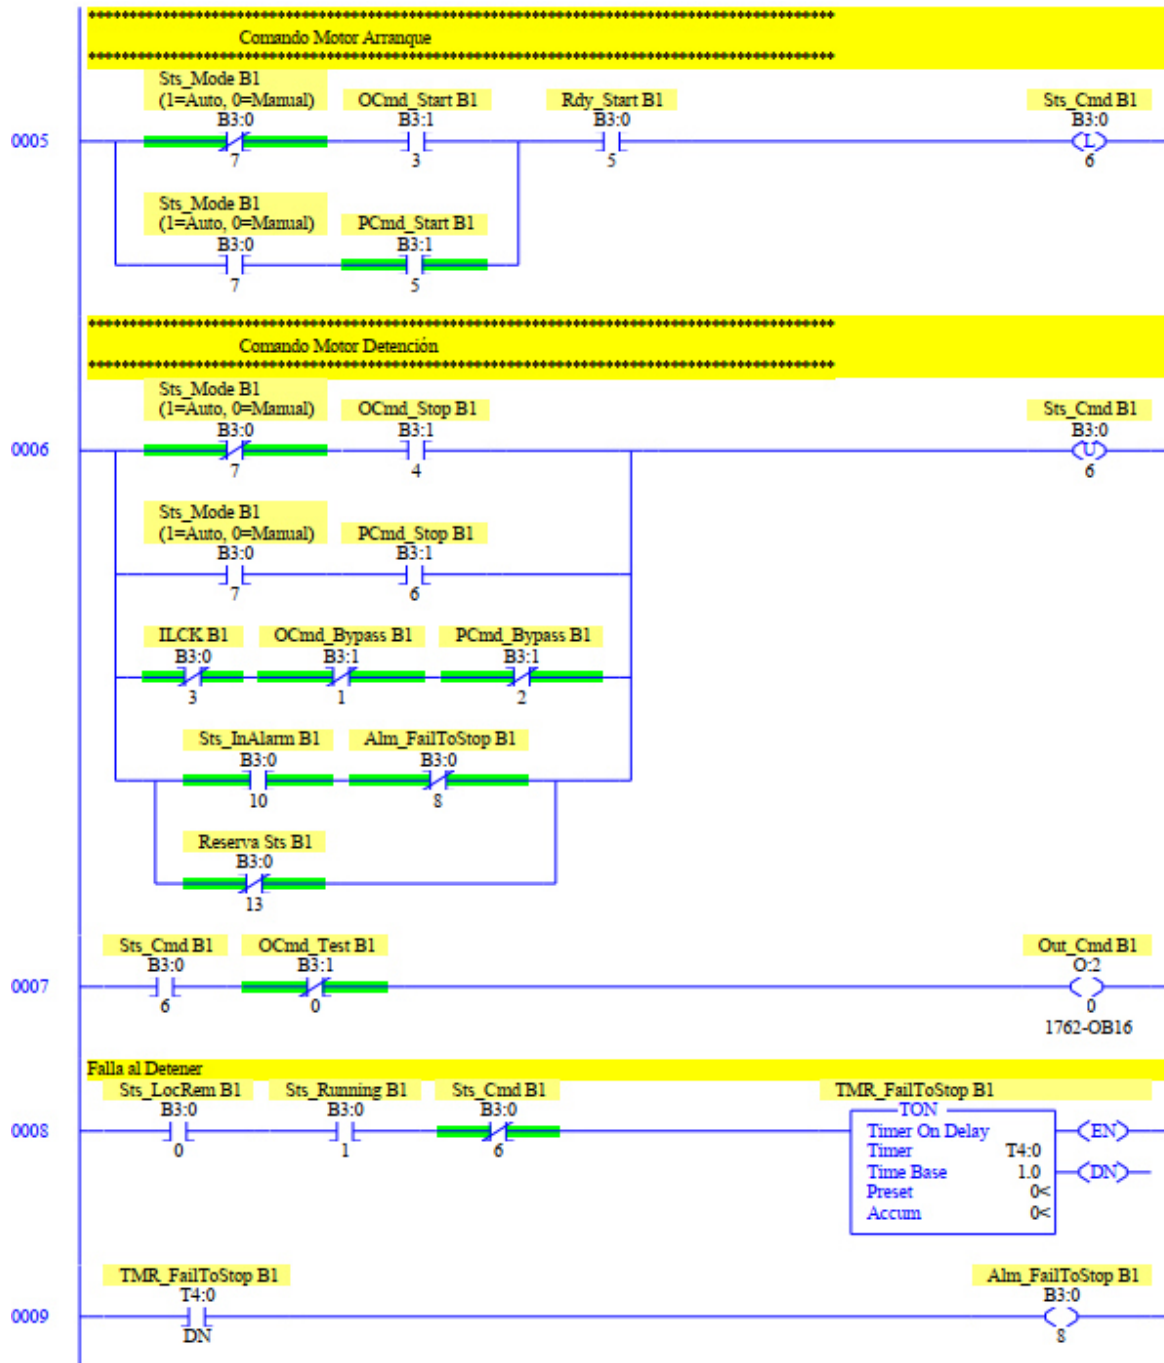 ************************************************************
Comando Motor Arranque
************************************************************
Sts_Mode B1
(1=Auto, 0=Manual) OCmd_Start B1 Rdy_Start B1 Sts_Cmd B1
B3:0 B3:1 B3:0 B3:0
0005 L
7 3 5 6
Sts_Mode B1
(1=Auto, 0=Manual) PCmd_Start B1
B3:0 B3:1
7 5
************************************************************
Comando Motor Detención
************************************************************
Sts_Mode B1
(1=Auto, 0=Manual) OCmd_Stop B1 Sts_Cmd B1
B3:0 B3:1 B3:0
0006 U
7 4 6
Sts_Mode B1
(1=Auto, 0=Manual) PCmd_Stop B1
B3:0 B3:1
7 6
ILCK B1 OCmd_Bypass B1 PCmd_Bypass B1
B3:0 B3:1 B3:1
3 1 2
Sts_InAlarm B1 Alm_FailToStop B1
B3:0 B3:0
10 8
Reserva Sts B1
B3:0
13
Sts_Cmd B1 OCmd_Test B1 Out_Cmd B1
B3:0 B3:1 O:2
0007
6 0 0
1762-OB16
Falla al Detener
Sts_LocRem B1 Sts_Running B1 Sts_Cmd B1 TMR_FailToStop B1
B3:0 B3:0 B3:0 TON
0008 Timer On Delay EN
0 1 6 Timer T4:0
Time Base 1.0 DN
Preset 0<
Accum 0<
TMR_FailToStop B1 Alm_FailToStop B1
T4:0 B3:0
0009
DN 8